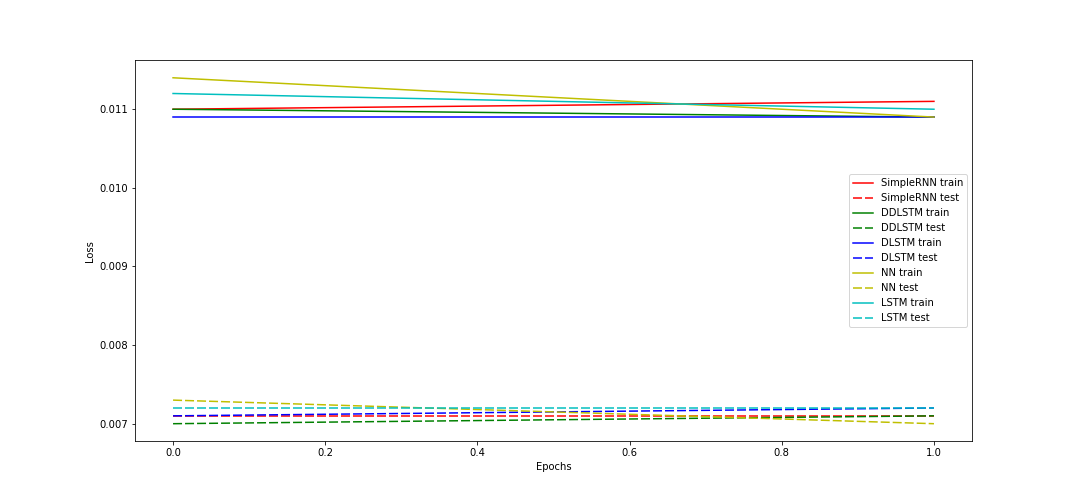 0.011
0.010
0.009
0.008
0.007
Loss
0.0
0.2
0.4
0.6
0.8
1.0
Epochs
SimpleRNN train
SimpleRNN test
DDLSTM train
DDLSTM test
DLSTM train
DLSTM test
NN train
NN test
LSTM train
LSTM test